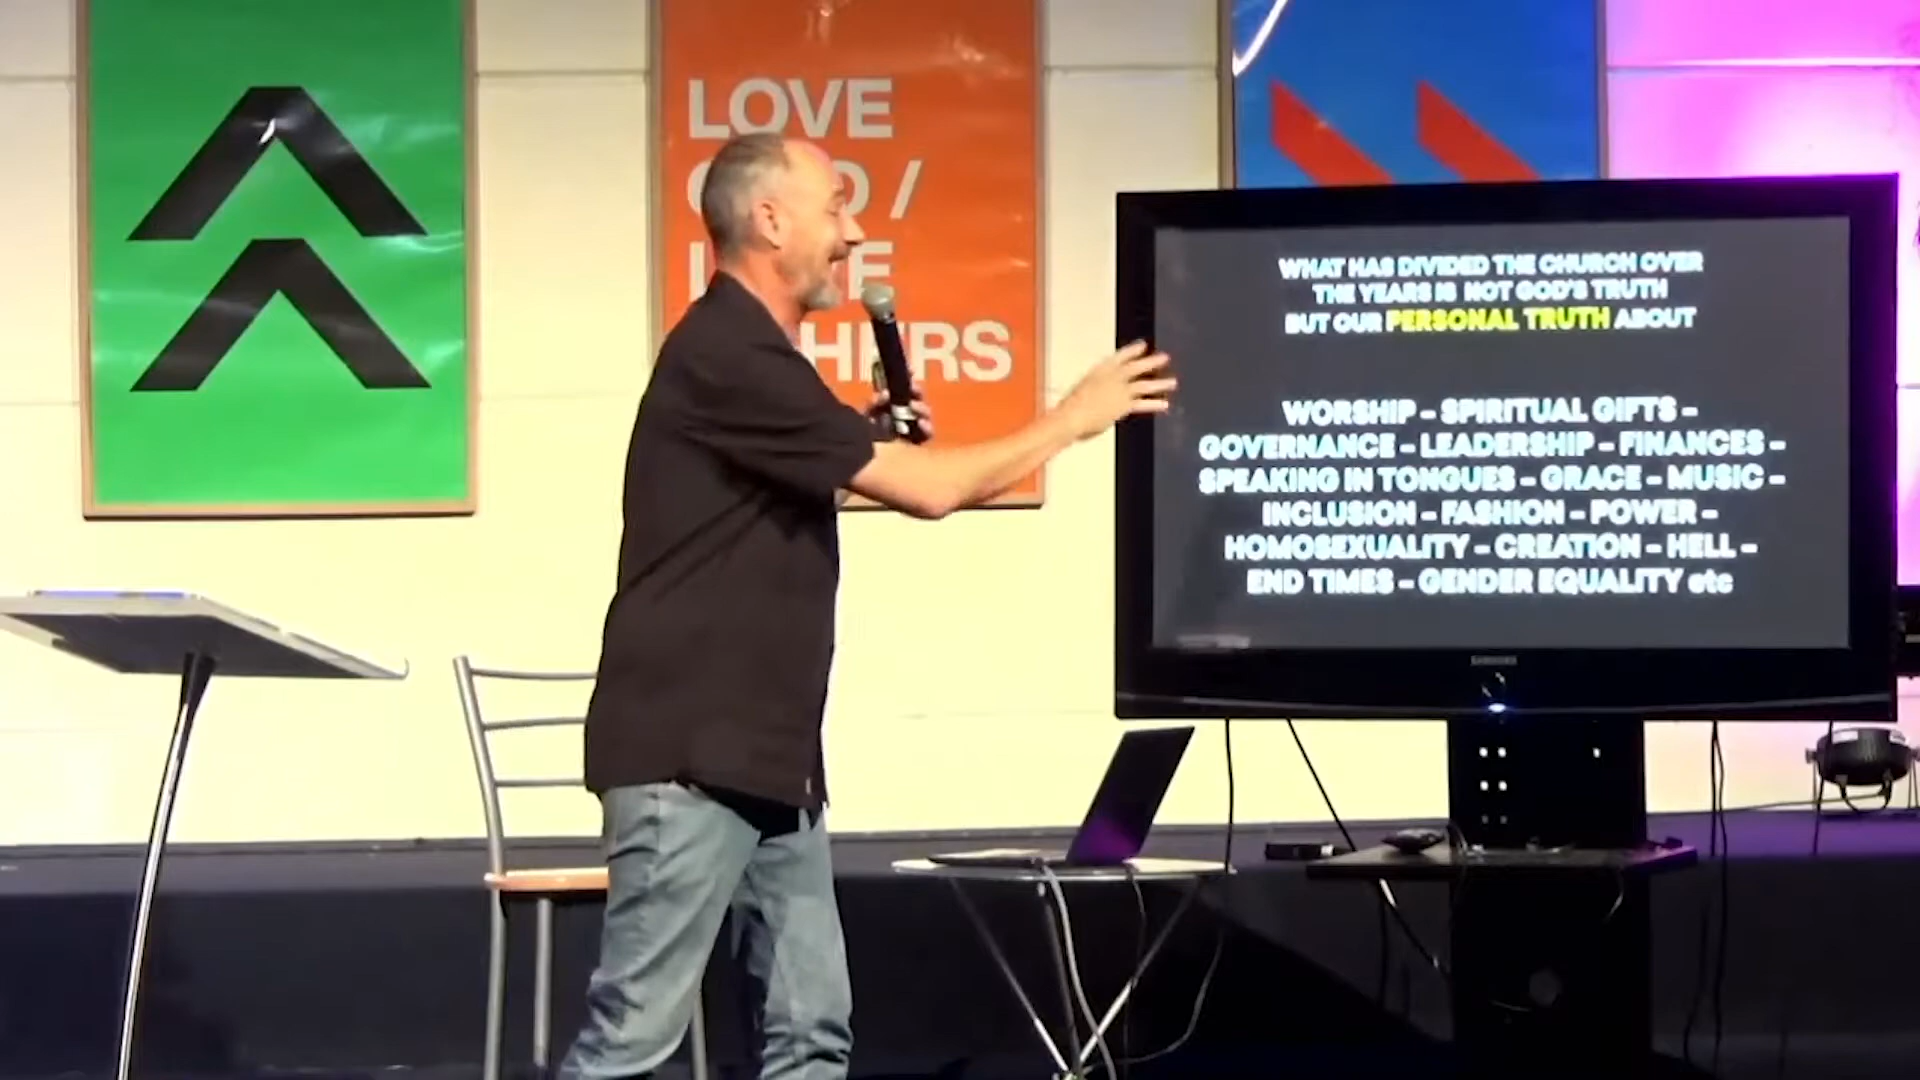 LOVE
/
HERS
WHAT HAS DIVIDED THE CHURCH OVER
THE YEARS IS NOT GOD'S TRUTH
BUT OUR PERSONAL TRUTH ABOUT
WORSHIP – SPIRITUAL GIFTS –
GOVERNANCE – LEADERSHIP – FINANCES –
SPEAKING IN TONGUES – GRACE – MUSIC –
INCLUSION – FASHION – POWER –
HOMOSEXUALITY – CREATION – HELL –
END TIMES – GENDER EQUALITY etc
SAMSUNG